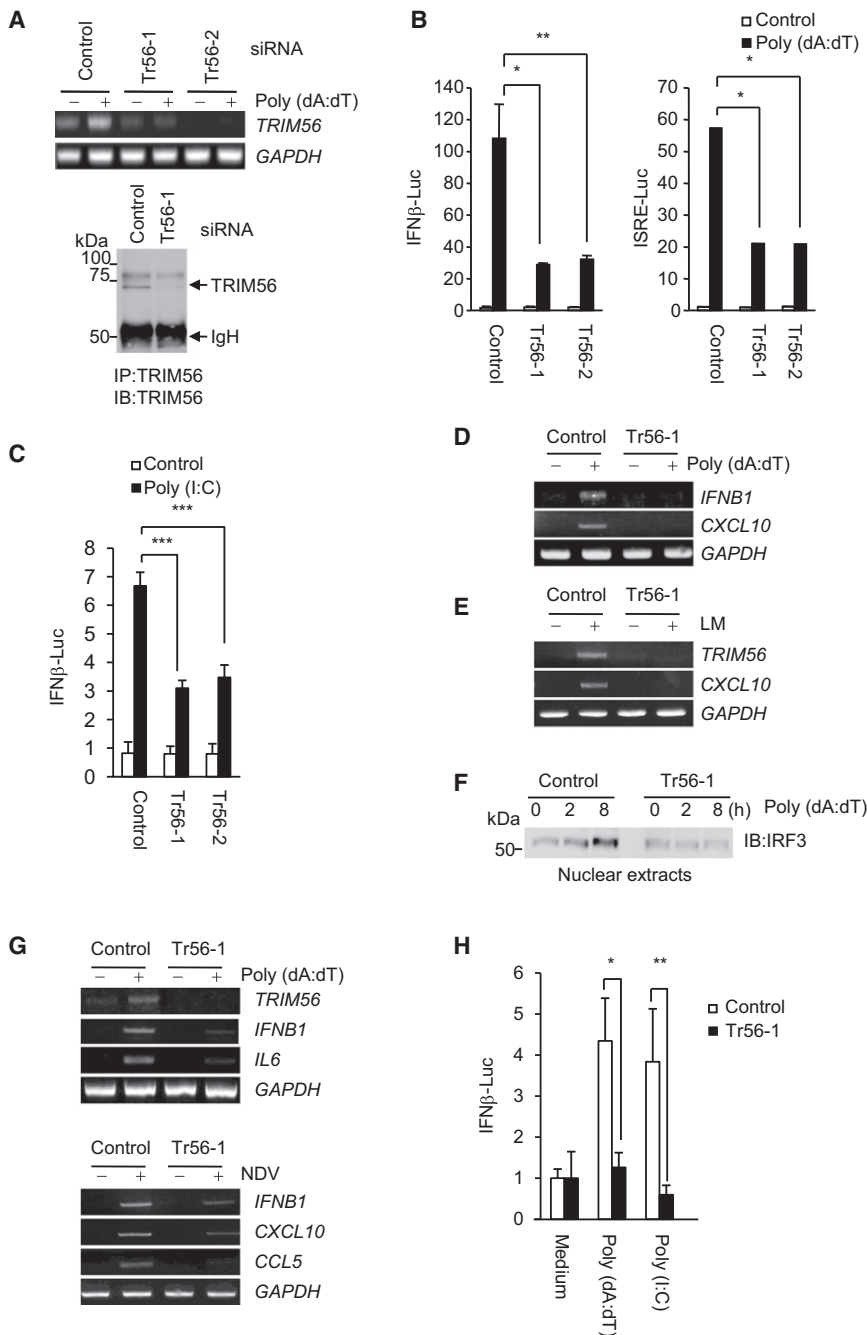 A
Control
Tr56-1
Tr56-2
siRNA
− + − + − +
Poly (dA:dT)
TRIM56
GAPDH
Control
Tr56-1
siRNA
kDa
100
75
50
TRIM56
IgH
IP:TRIM56
IB:TRIM56
B
Control
Poly (dA:dT)
**
*
IFNβ-Luc
140
120
100
80
60
40
20
0
Control
Tr56-1
Tr56-2
*
*
ISRE-Luc
70
60
50
40
30
20
10
0
Control
Tr56-1
Tr56-2
C
Control
Poly (I:C)
***
***
IFNβ-Luc
8
7
6
5
4
3
2
1
0
Control
Tr56-1
Tr56-2
D
Control Tr56-1
− + − + Poly (dA:dT)
IFNB1
CXCL10
GAPDH
E
Control Tr56-1
− + − + LM
TRIM56
CXCL10
GAPDH
F
Control Tr56-1
0 2 8 (h) 0 2 8 Poly (dA:dT)
kDa
50
IB:IRF3
Nuclear extracts
G
Control Tr56-1
− + − + Poly (dA:dT)
TRIM56
IFNB1
IL6
GAPDH
Control Tr56-1
− + − + NDV
IFNB1
CXCL10
CCL5
GAPDH
H
* **
Control
Tr56-1
IFNβ-Luc
6
5
4
3
2
1
0
Medium
Poly (dA:dT)
Poly (I:C)